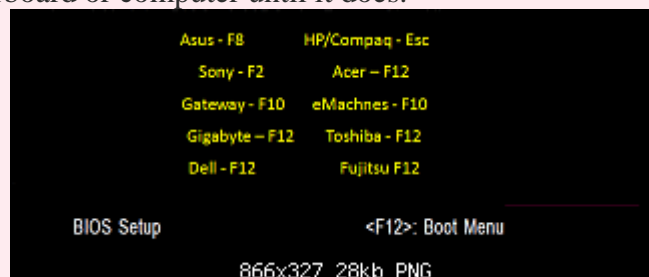 board or computer until it does.
Asus - F8 HP/Compaq - Esc
Sony - F2 Acer – F12
Gateway - F10 eMachnes - F10
Gigabyte – F12 Toshiba - F12
Dell - F12 Fujitsu F12
BIOS Setup <F12>: Boot Menu
866x327 28kb PNG